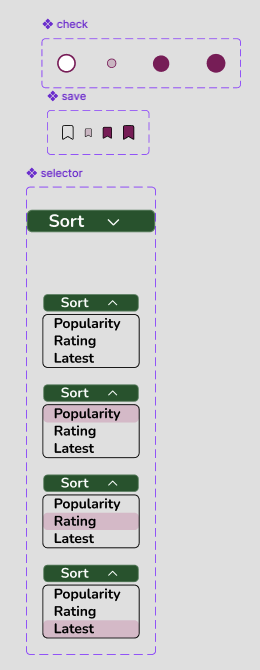 check
save
selector
Sort
Sort
Popularity
Rating
Latest
Sort
Popularity
Rating
Latest
Sort
Popularity
Rating
Latest
Sort
Popularity
Rating
Latest